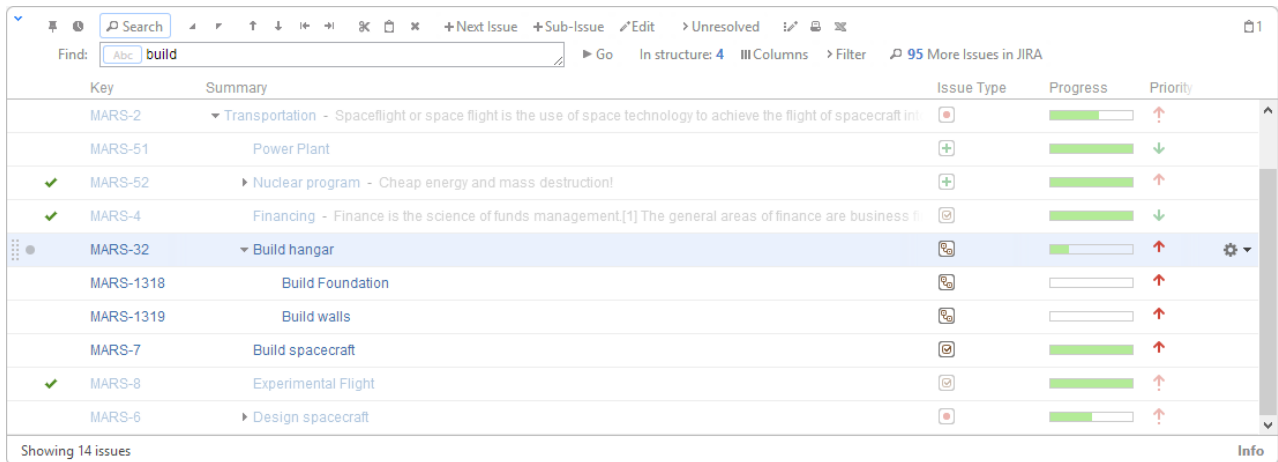 Search +Next Issue +Sub-Issue Edit Unresolved 1
Find: Abc build Go In structure: 4 Columns Filter 95 More Issues in JIRA
Key Summary Issue Type Progress Priority
MARS-2 Transportation - Spaceflight or space flight is the use of space technology to achieve the flight of spacecraft int
MARS-51 Power Plant
MARS-52 Nuclear program - Cheap energy and mass destruction!
MARS-4 Financing - Finance is the science of funds management.[1] The general areas of finance are business f
MARS-32 Build hangar
MARS-1318 Build Foundation
MARS-1319 Build walls
MARS-7 Build spacecraft
MARS-8 Experimental Flight
MARS-6 Design spacecraft
Showing 14 issues Info